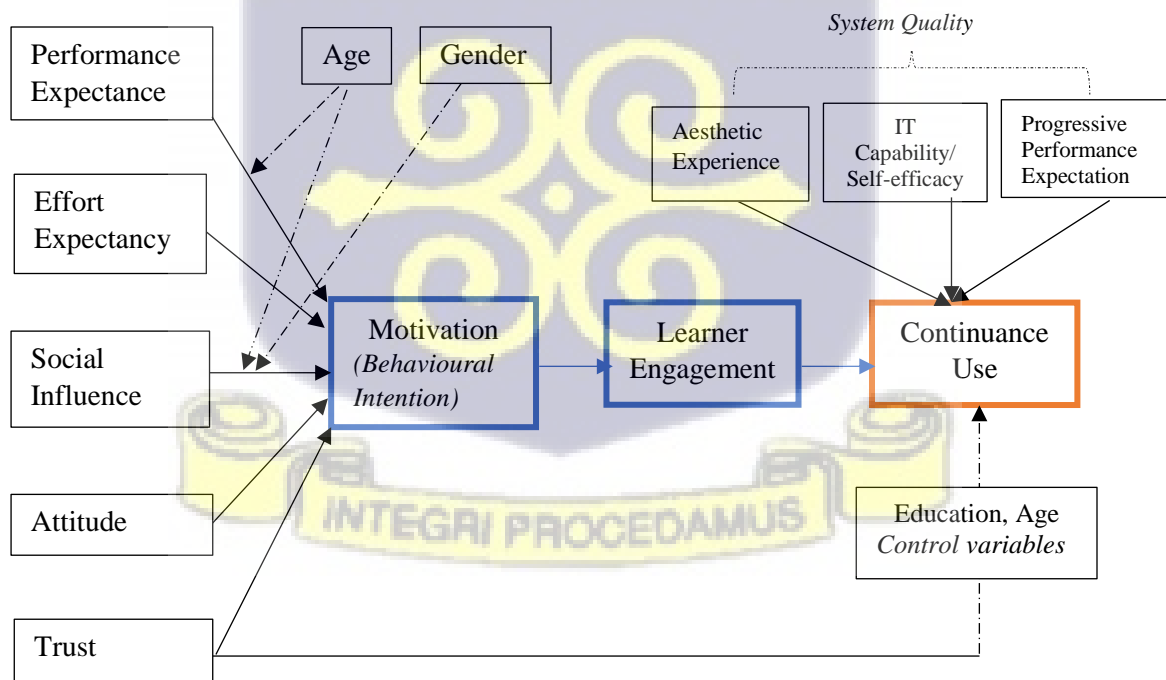 System Quality
Performance
Expectance
Age
Gender
Aesthetic
Experience
IT
Capability/
Self-efficacy
Progressive
Performance
Expectation
Effort
Expectancy
Social
Influence
Motivation
(Behavioural
Intention)
Learner
Engagement
Continuance
Use
Attitude
INTEGRI PROCEDAMUS
Education, Age
Control variables
Trust